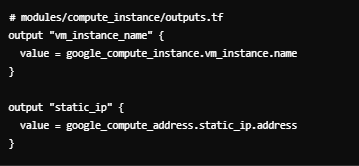 # modules/compute_instance/outputs.tf
output "vm_instance_name" {
  value = google_compute_instance.vm_instance.name
}

output "static_ip" {
  value = google_compute_address.static_ip.address
}